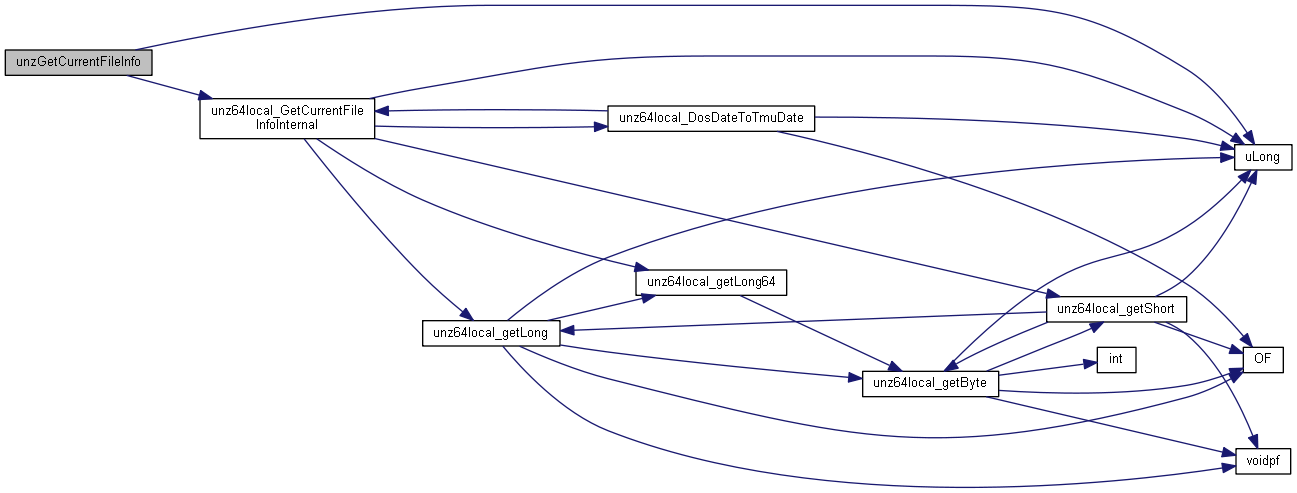 unzGetCurrentFileInfo
unz64local_GetCurrentFile
InfoInternal
unz64local_DosDateToTmuDate
uLong
unz64local_getLong64
unz64local_getShort
unz64local_getLong
int
OF
unz64local_getByte
voidpf